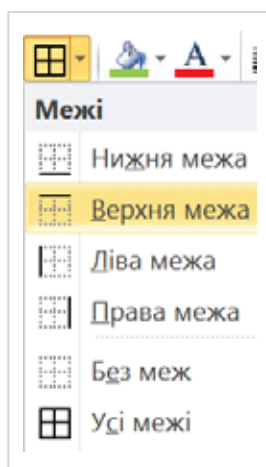 А
Межі
Нижня межа
Верхня межа
Ліва межа
Права межа
Без меж
Усі межі